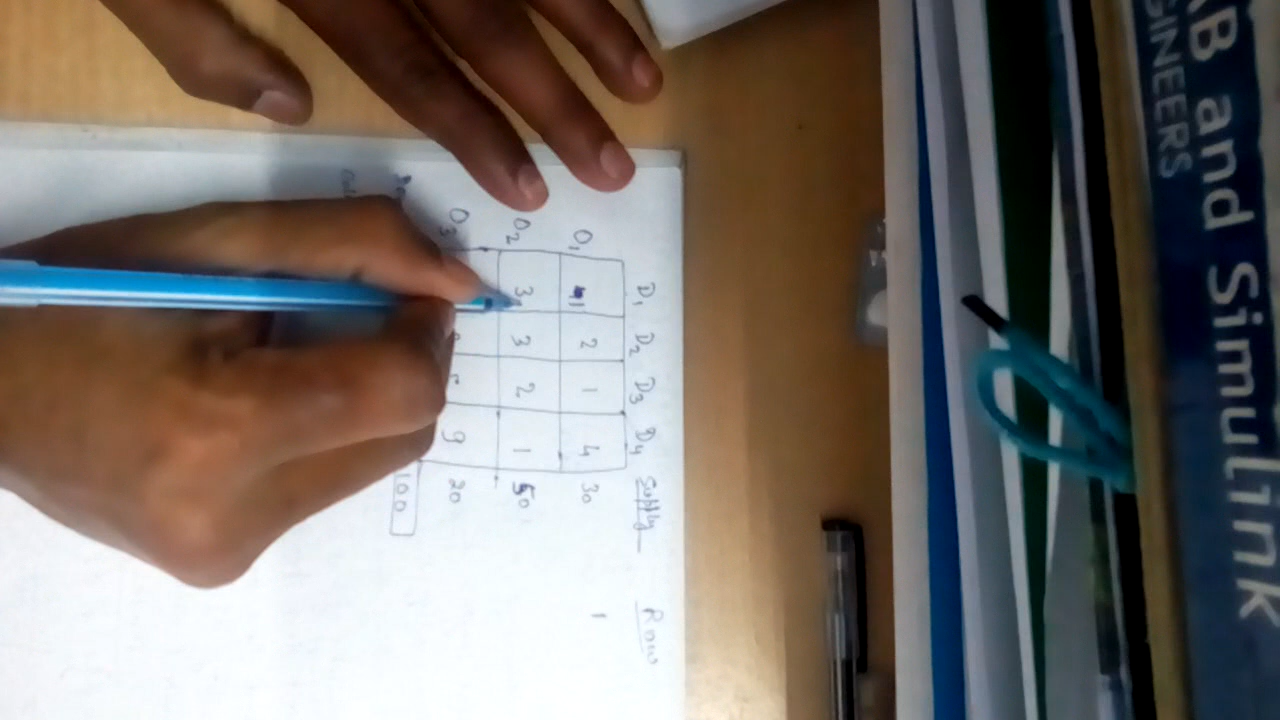 D1 D2 D3 D4 Supply Row
O1 1 2 1 4 30 1
O2 3 3 2 1 50
O3 9 20
100
AB and Simulink
GINEERS